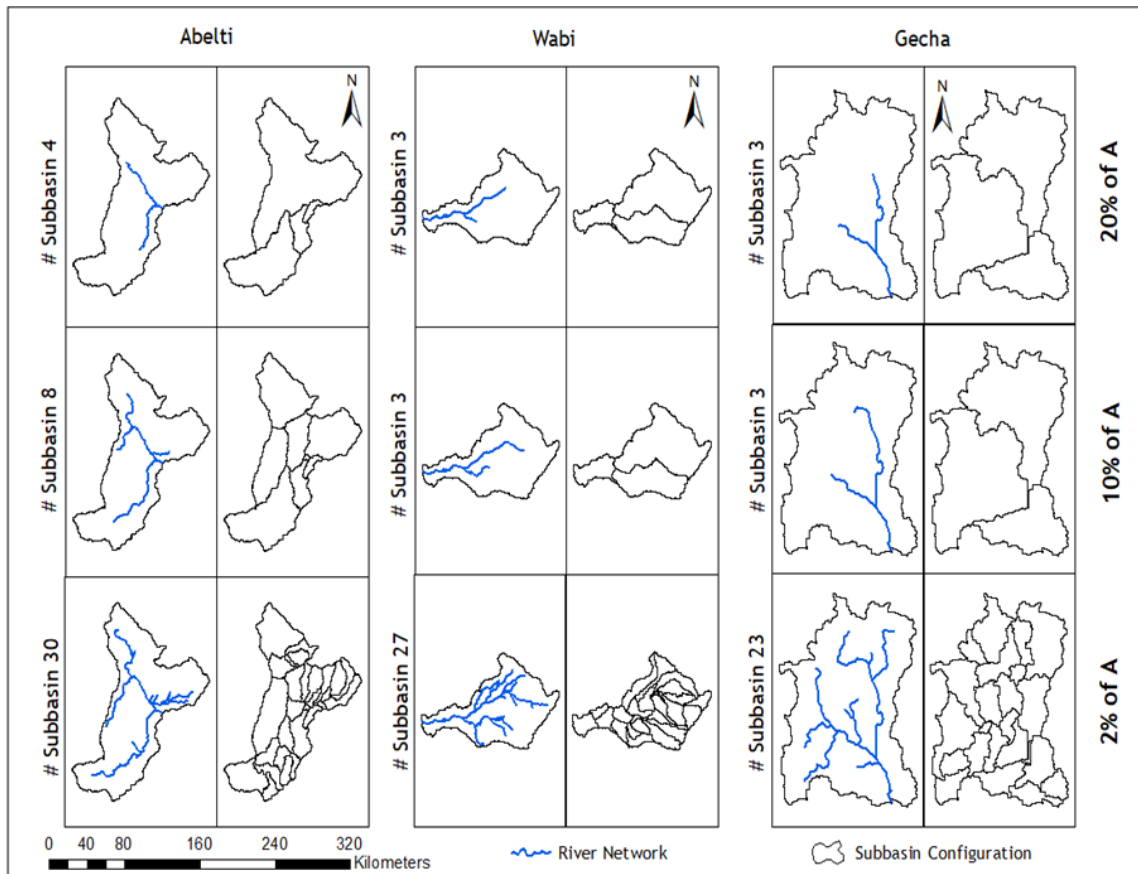 Abelti
Wabi
Gecha
N
N
N
# Subbasin 4
# Subbasin 3
# Subbasin 3
20% of A
# Subbasin 8
# Subbasin 3
# Subbasin 3
10% of A
# Subbasin 30
# Subbasin 27
# Subbasin 23
2% of A
0 40 80 160 240 320
Kilometers
River Network
Subbasin Configuration